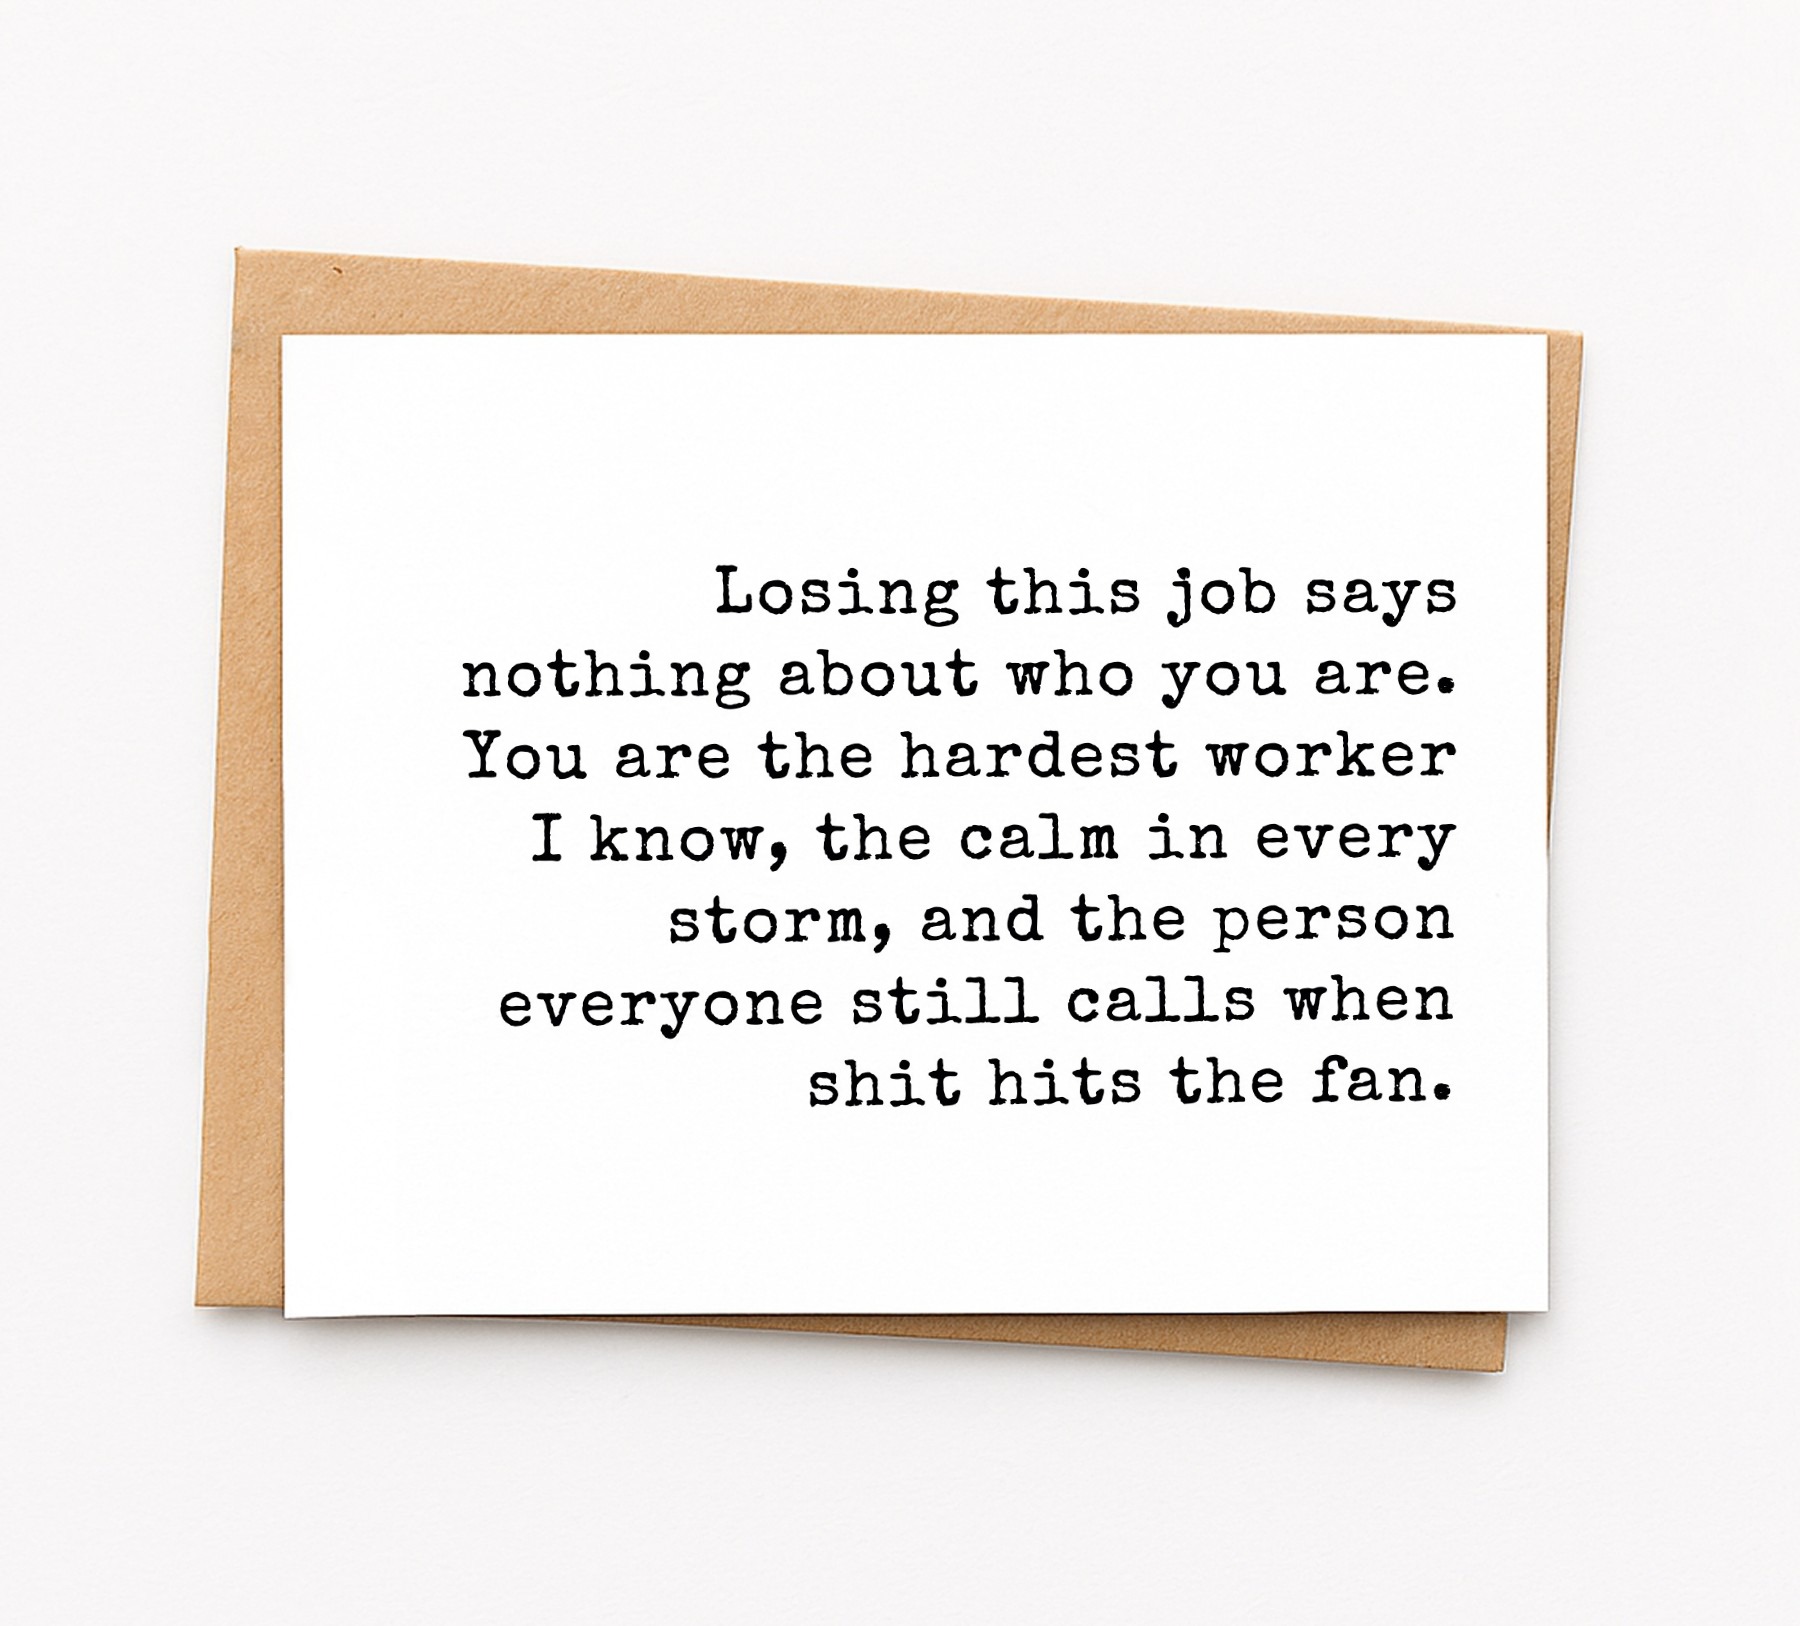 Losing this job says
nothing about who you are.
You are the hardest worker
I know, the calm in every
storm, and the person
everyone still calls when
shit hits the fan.